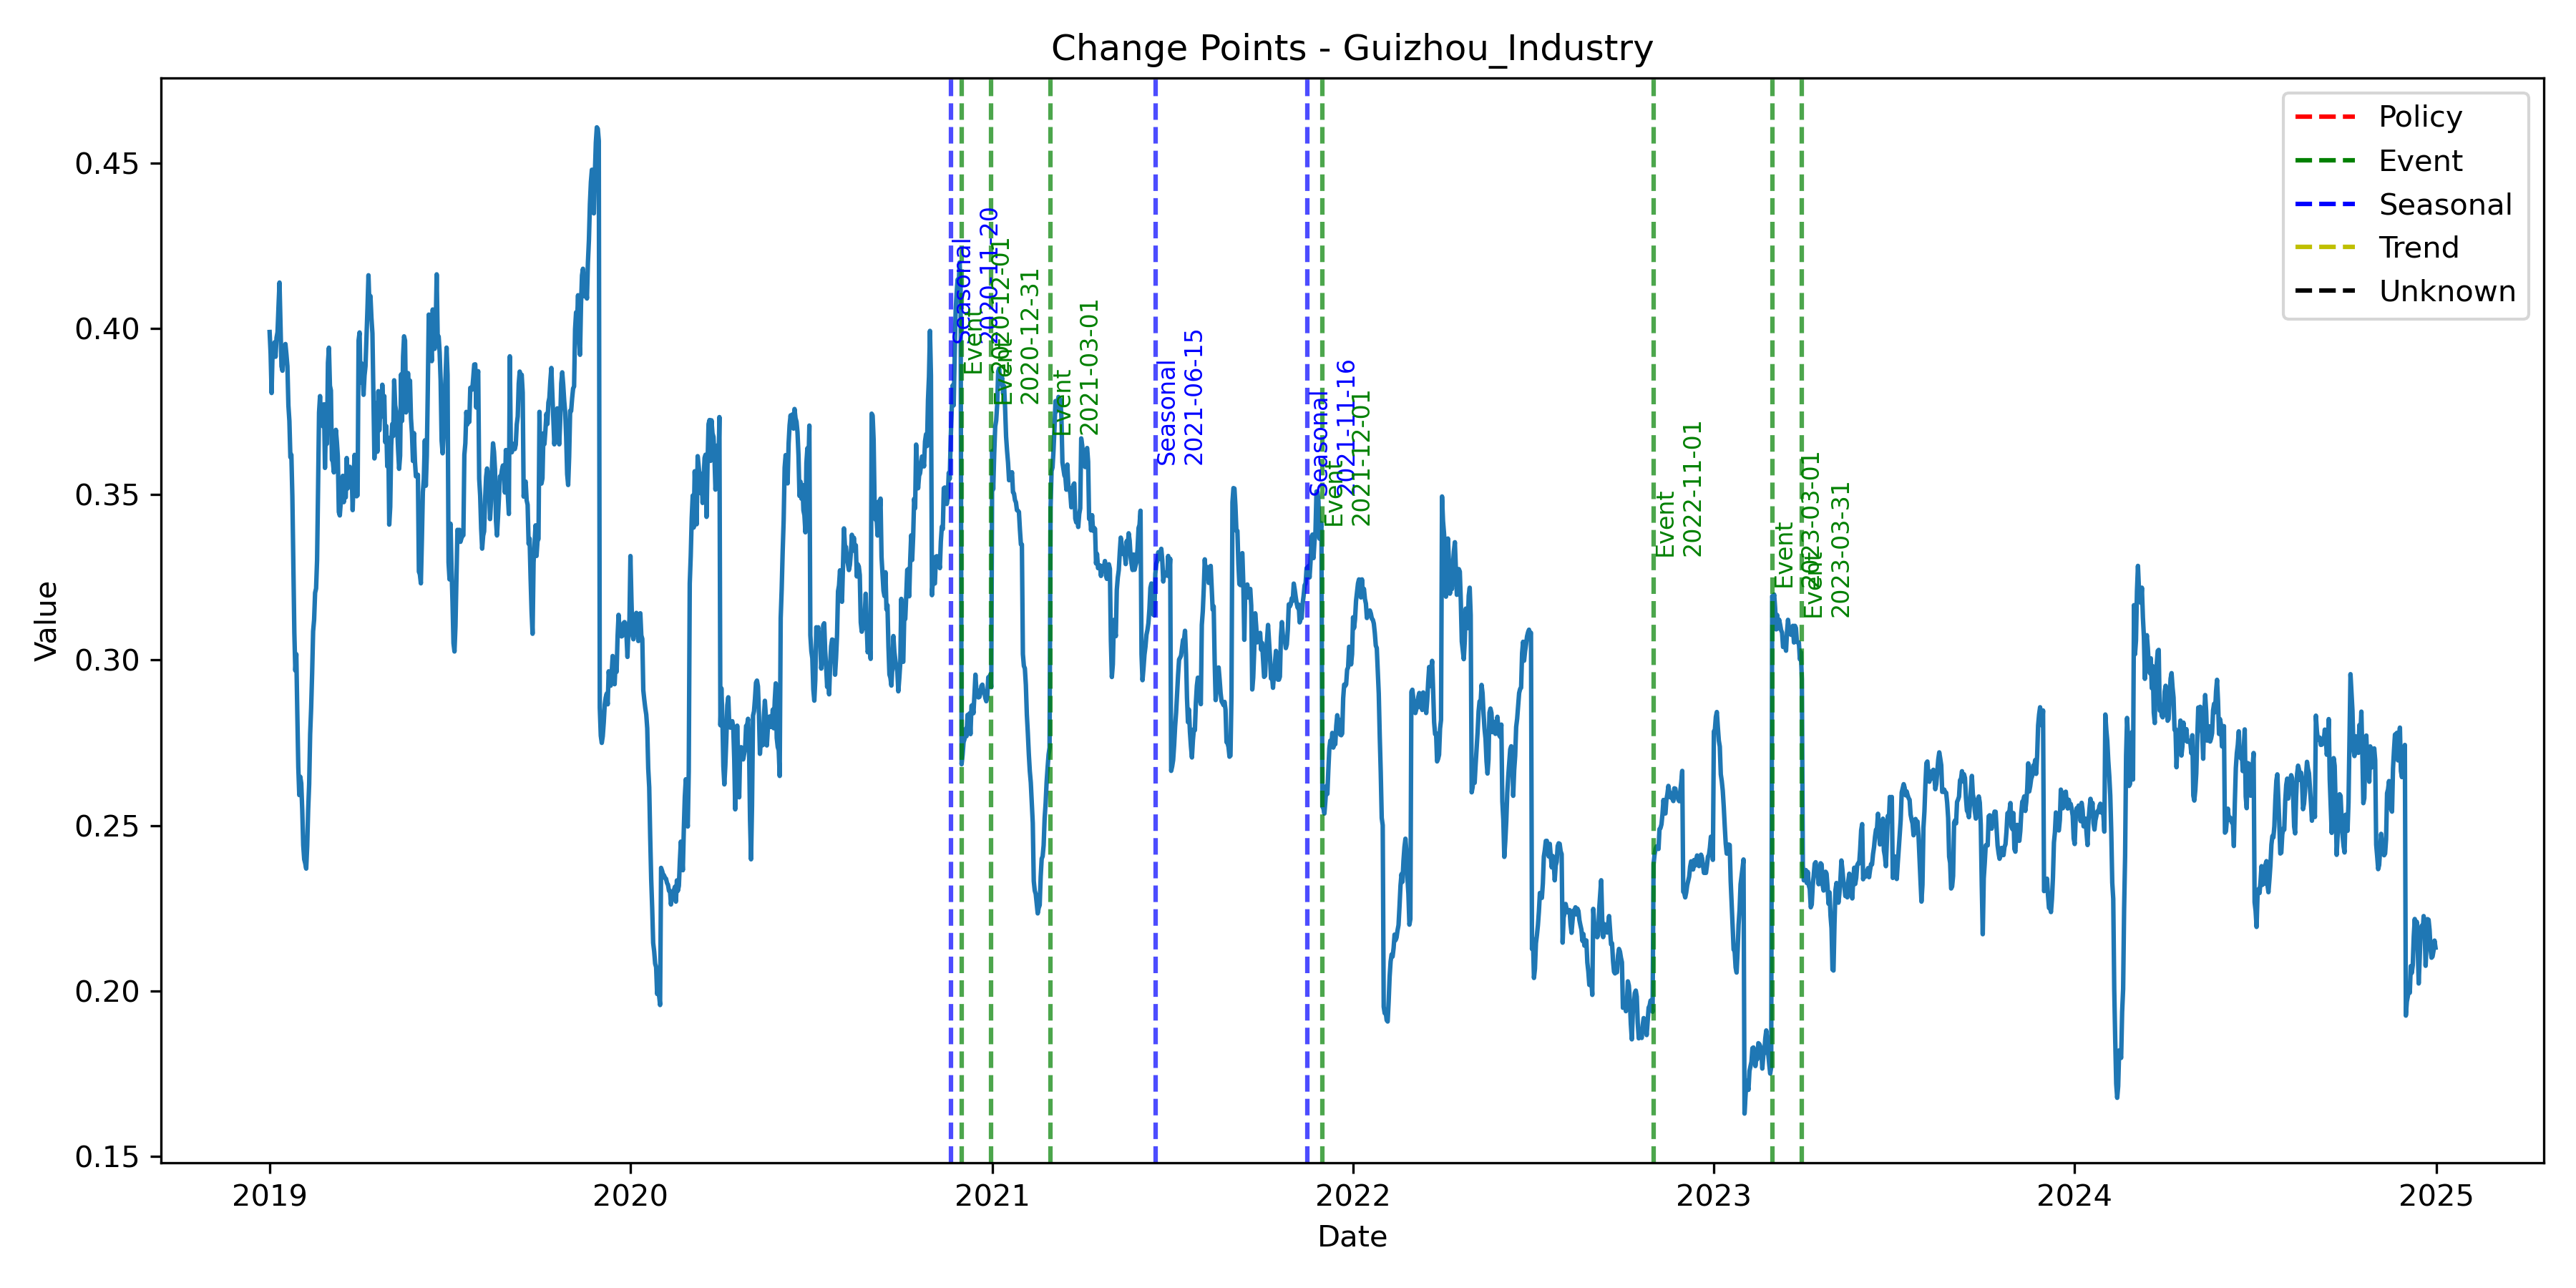 Change Points - Guizhou_Industry
Policy
Event
Seasonal
Trend
Unknown
Value
0.45
0.40
0.35
0.30
0.25
0.20
0.15
Seasonal
2020-11-20
Event
2020-12-01
Event
2020-12-31
Event
2021-03-01
Seasonal
2021-06-15
Seasonal
2021-11-16
Event
2021-12-01
Event
2022-11-01
Event
2023-03-01
Event
2023-03-31
2019
2020
2021
2022
2023
2024
2025
Date